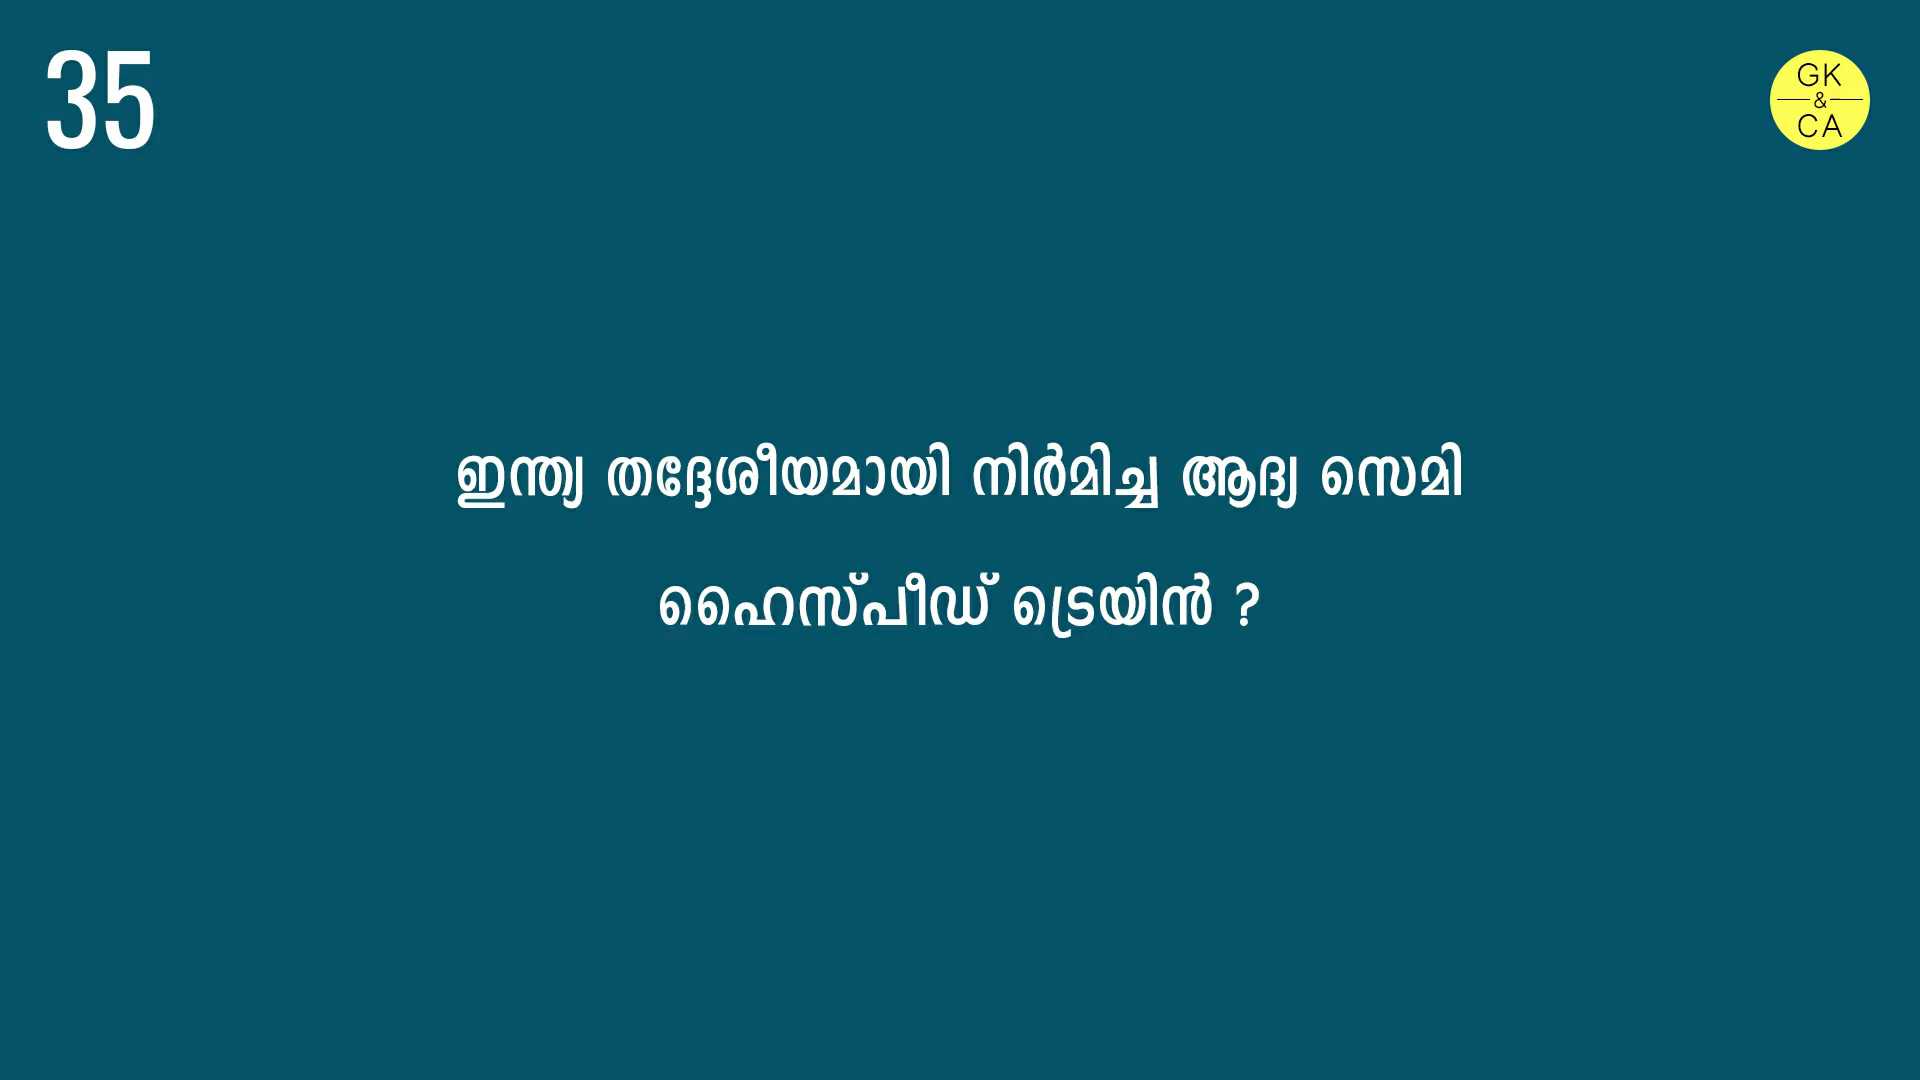 35
GK
&
CA
ഇന്ത്യ തദ്ദേശീയമായി നിർമിച്ച ആദ്യ സെമി
ഹൈസ്പീഡ് ട്രെയിൻ ?